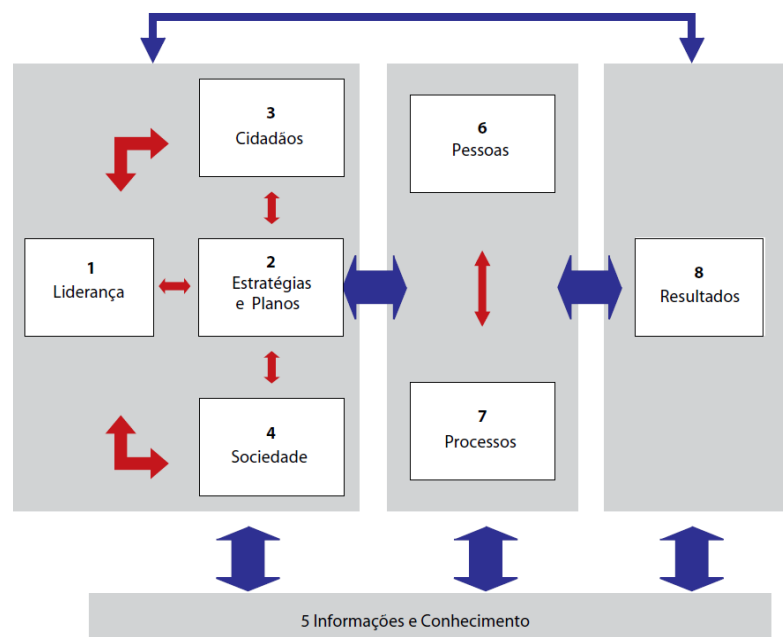 3
Cidadãos
6
Pessoas
1
Liderança
2
Estratégias
e Planos
8
Resultados
4
Sociedade
7
Processos
5 Informações e Conhecimento